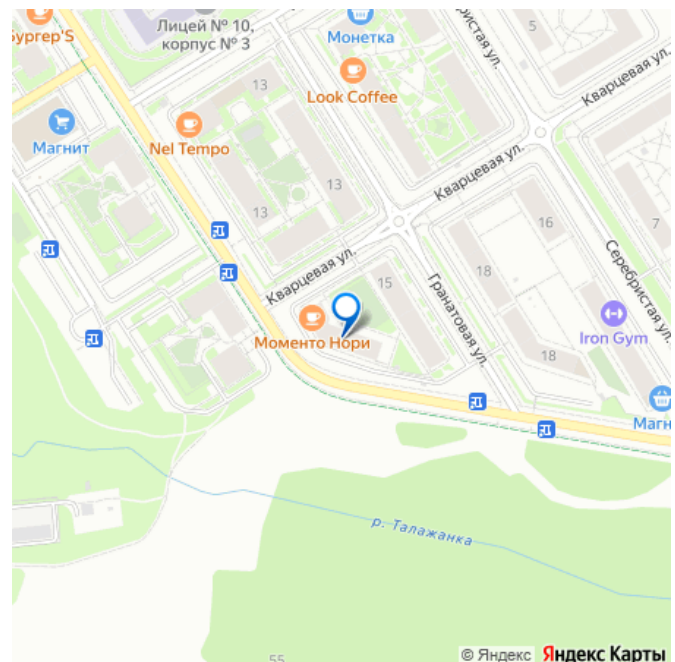 Бургер'S
Лицей № 10,
корпус № 3
Монетка
Серебристая ул.
5
Кварцевая ул.
13
Look Coffee
Магнит
Nel Tempo
13
13
Кварцевая ул.
16
7
Кварцевая ул.
15
18
Гранатовая ул.
Серебристая ул.
Моменто Нори
Iron Gym
18
Магн
р. Талажанка
55
© Яндекс Яндекс Карты